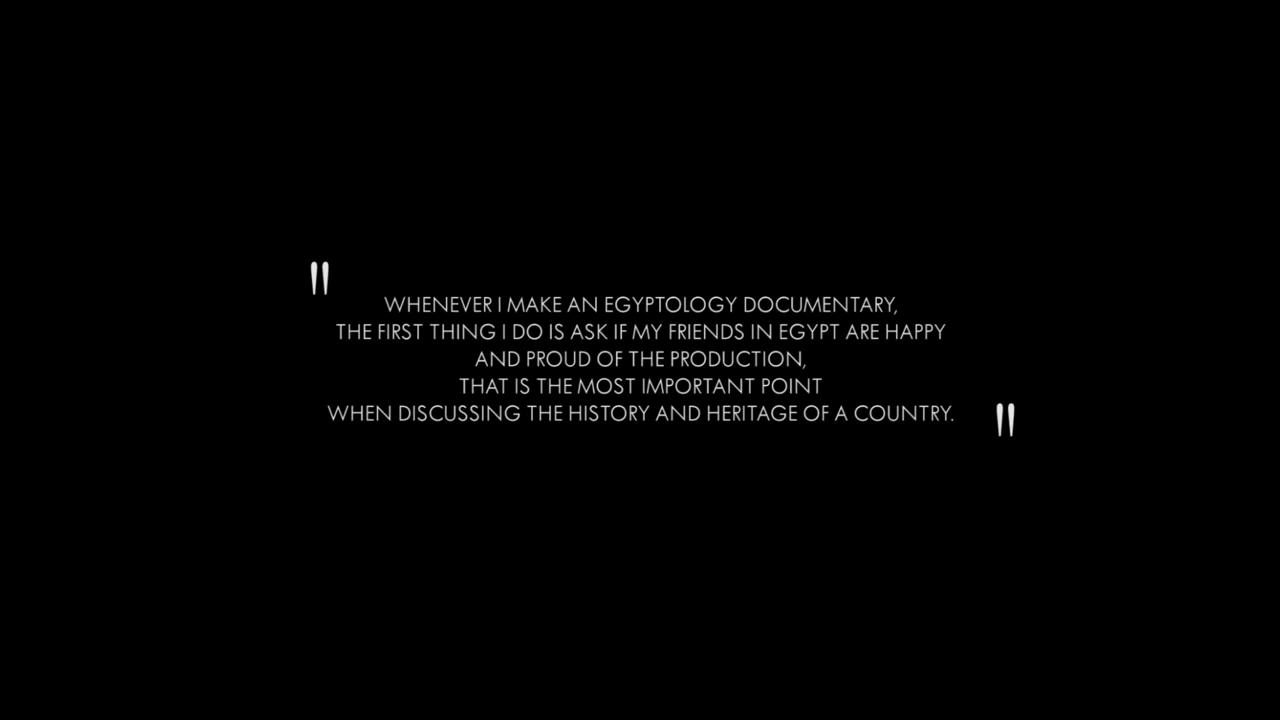 "
WHENEVER I MAKE AN EGYPTOLOGY DOCUMENTARY,
THE FIRST THING I DO IS ASK IF MY FRIENDS IN EGYPT ARE HAPPY
AND PROUD OF THE PRODUCTION,
THAT IS THE MOST IMPORTANT POINT
WHEN DISCUSSING THE HISTORY AND HERITAGE OF A COUNTRY.
"